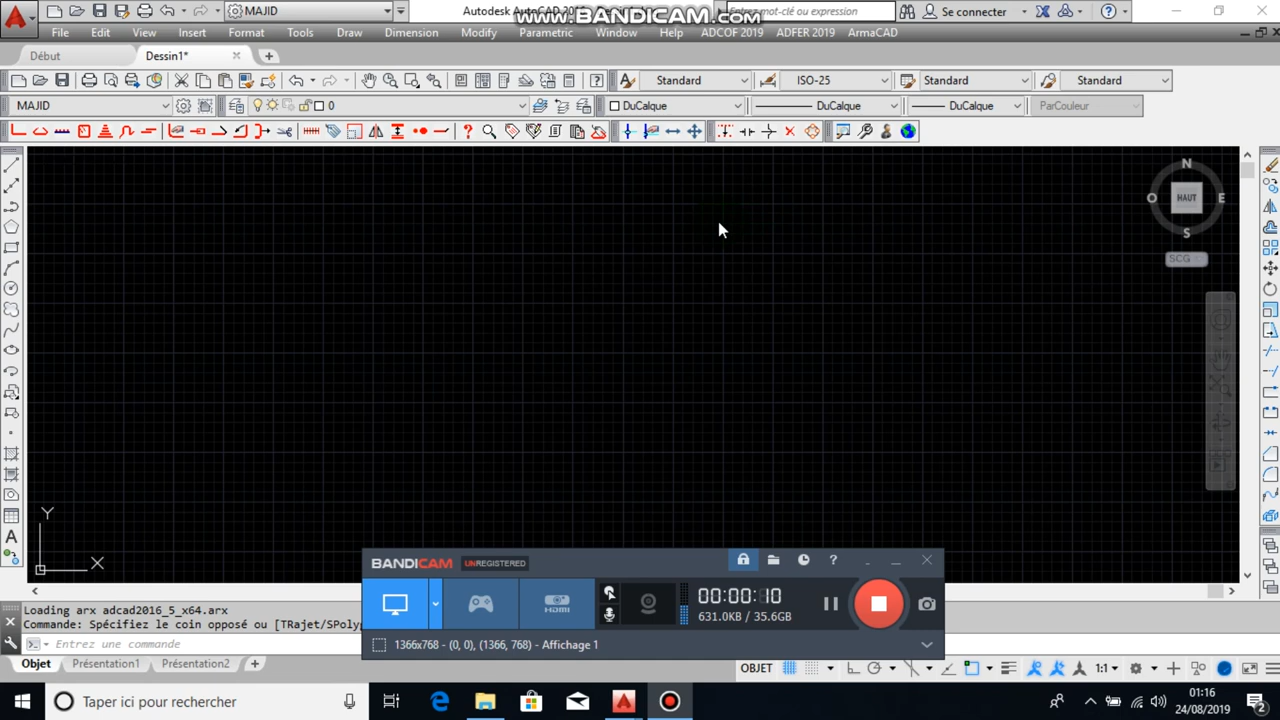 MAJID
Autodesk AutoCAD 20
www.BANDICAM.com
Entrez mot-clé ou expression
Se connecter
File Edit View Insert Format Tools Draw Dimension Modify Parametric Window Help ADCOF 2019 ADFER 2019 ArmaCAD
Début Dessin1*
Standard ISO-25 Standard Standard
MAJID 0 DuCalque DuCalque DuCalque ParCouleur
N
O HAUT E
S
SCG
Y
X
BANDICAM UNREGISTERED
HDMI 00:00:10
631.0KB / 35.6GB
1366x768 - (0, 0), (1366, 768) - Affichage 1
Loading arx adcad2016_5_x64.arx
Commande: Spécifiez le coin opposé ou [TRajet/SPoly
Entrez une commande
Objet Présentation1 Présentation2
OBJET 1:1
Taper ici pour rechercher
01:16
24/08/2019
2